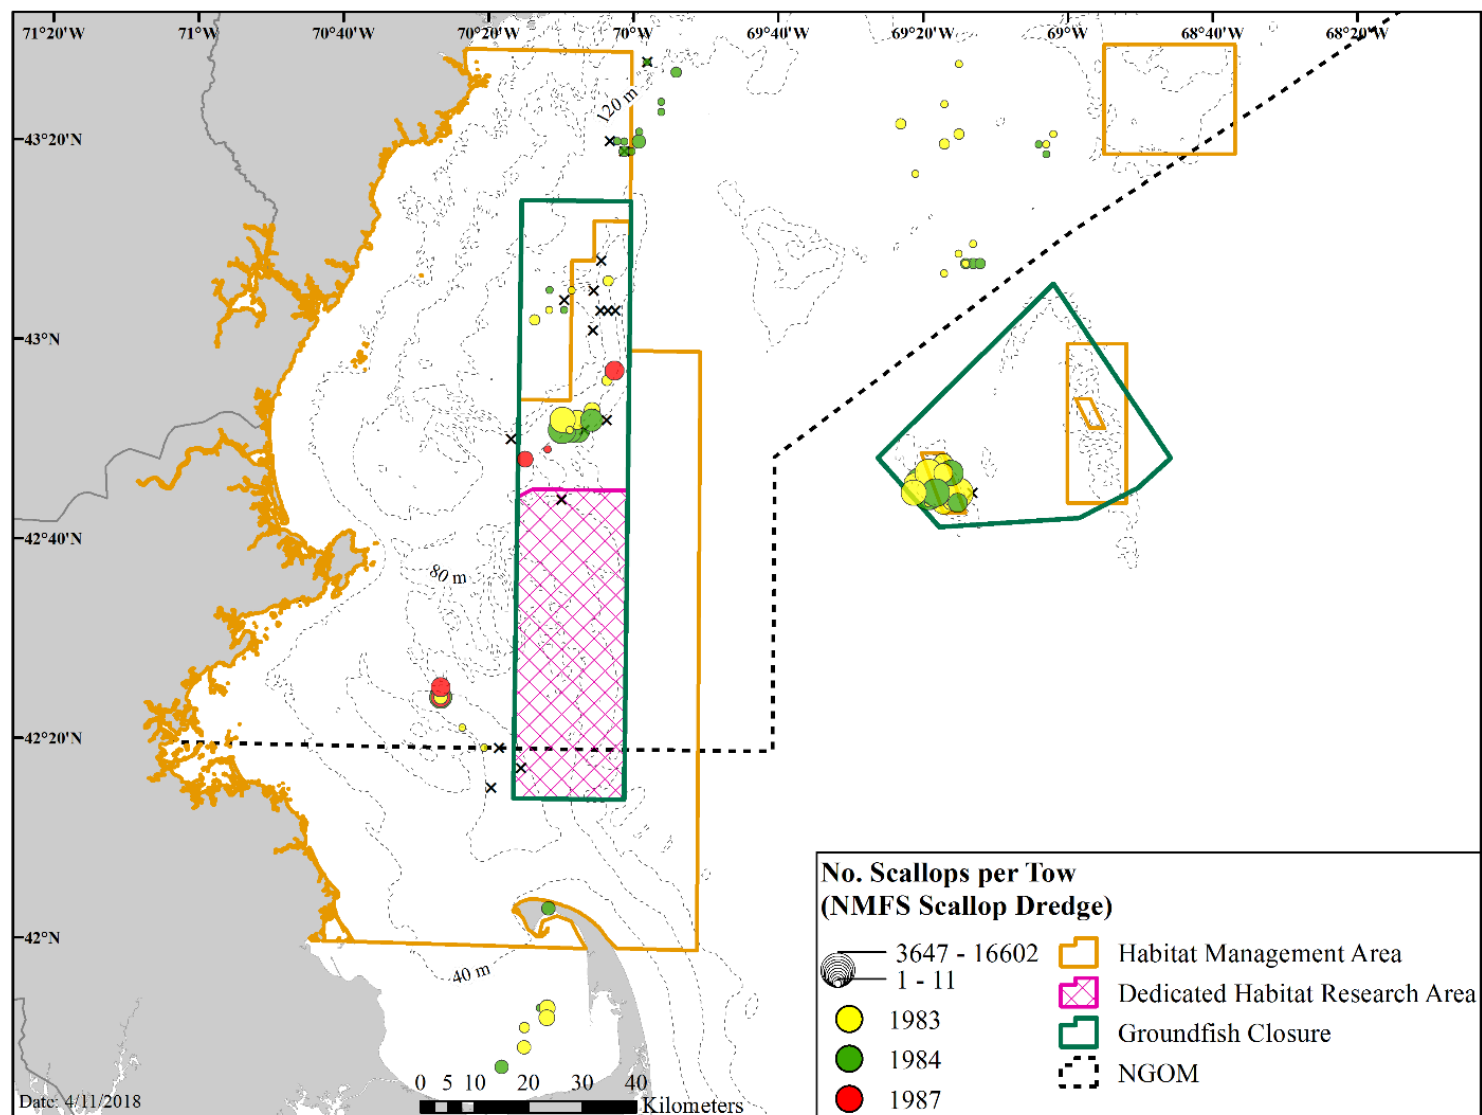 71°20'W 71°W 70°40'W 70°20'W 70°W 69°40'W 69°20'W 69°W 68°40'W 68°20'W
120 m
43°20'N
43°N
42°40'N
80 m
42°20'N
42°N
40 m
No. Scallops per Tow
(NMFS Scallop Dredge)
3647 - 16602
1 - 11
1983
1984
1987
Habitat Management Area
Dedicated Habitat Research Area
Groundfish Closure
NGOM
0 5 10 20 30 40
Kilometers
Date: 4/11/2018